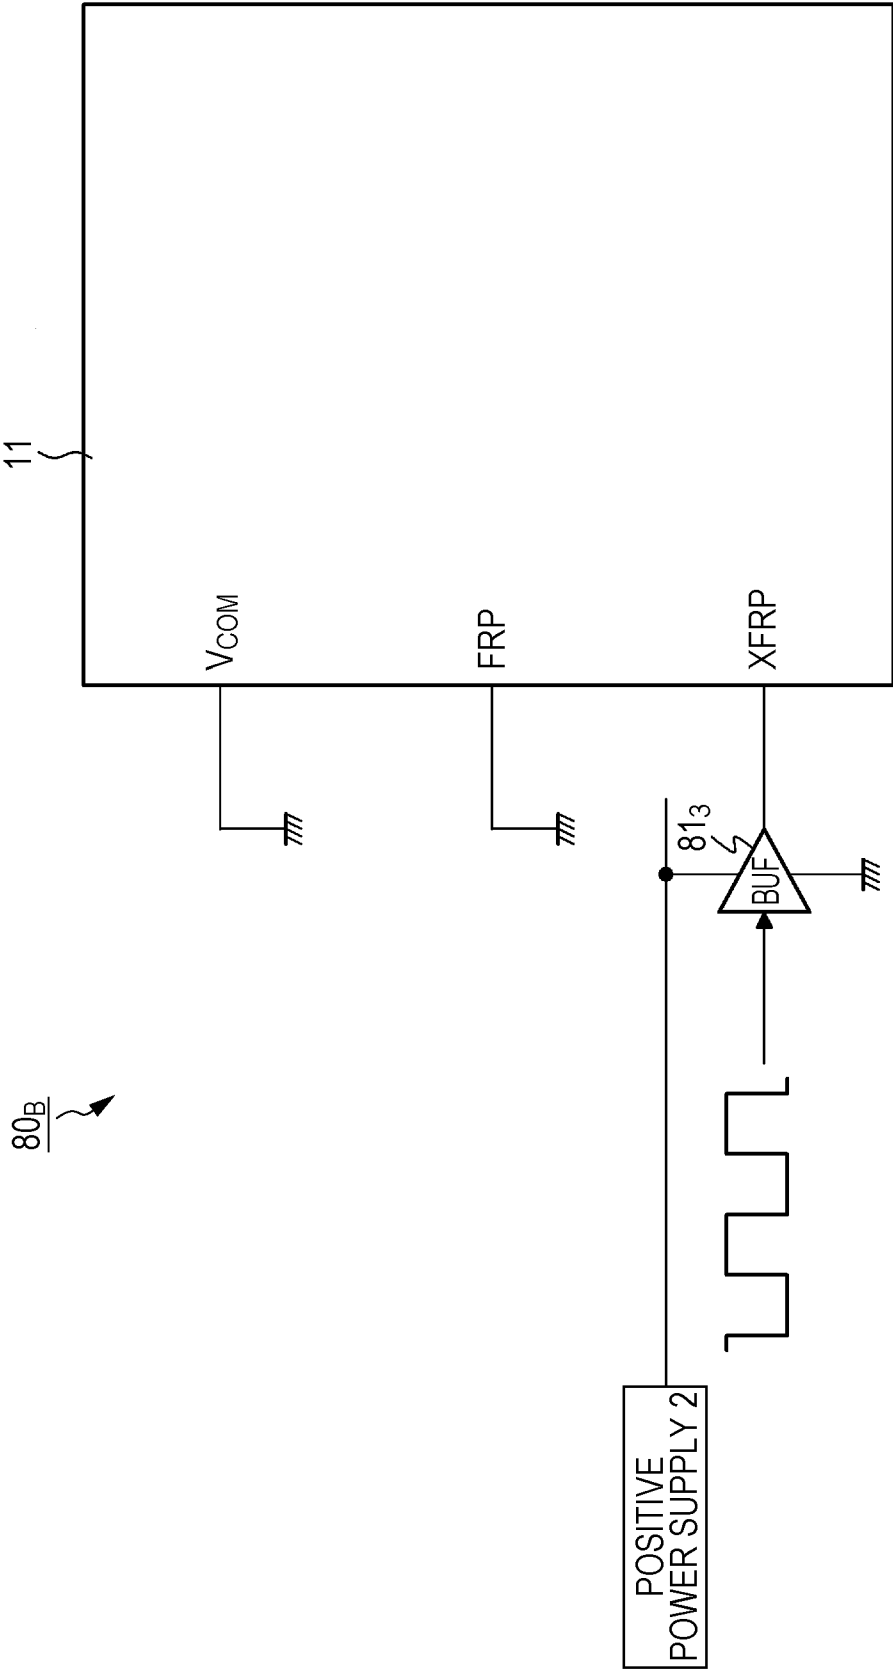 80B
11
VCOM
FRP
XFRP
813
BUF
POSITIVE
POWER SUPPLY 2